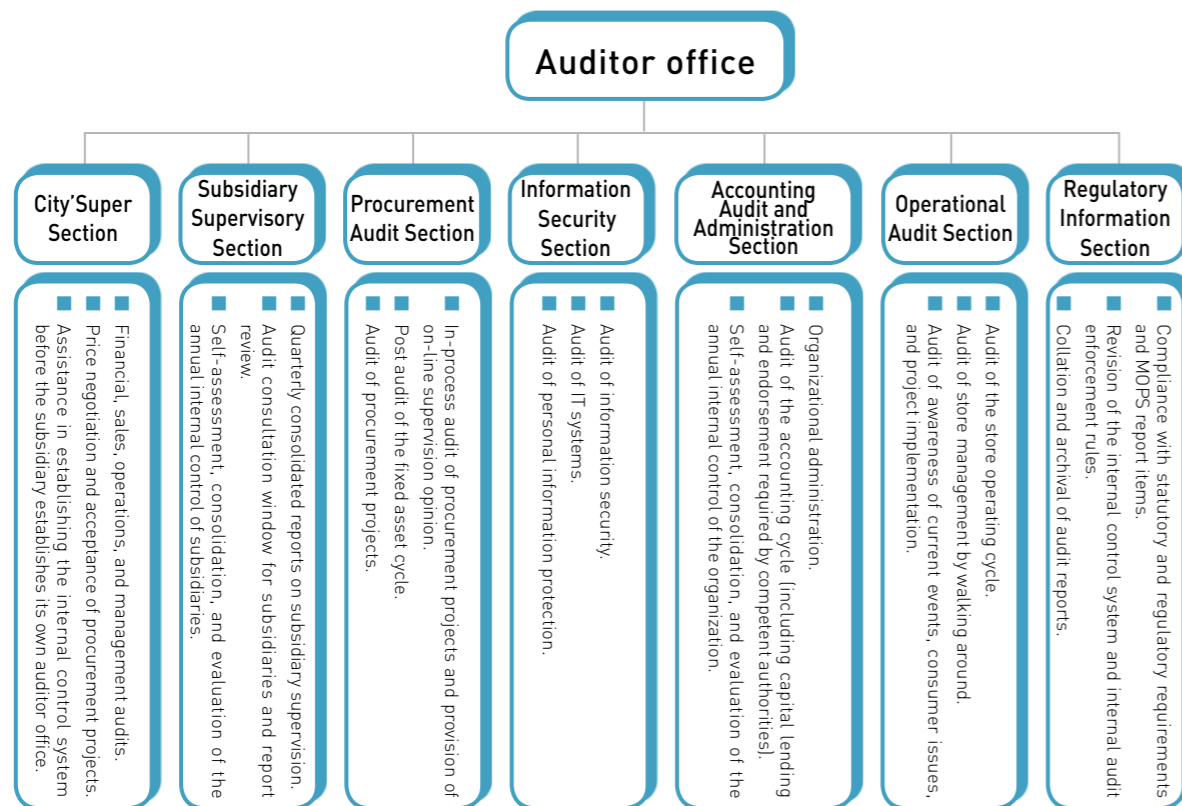 Auditor office
City'Super
Section
Subsidiary
Supervisory
Section
Procurement
Audit Section
Information
Security
Section
Accounting
Audit and
Administration
Section
Operational
Audit Section
Regulatory
Information
Section
■ Financial, sales, operations, and management audits.
■ Price negotiation and acceptance of procurement projects.
■ Assistance in establishing the internal control system
before the subsidiary establishes its own auditor office.
■ Quarterly consolidated reports on subsidiary supervision.
■ Audit consultation window for subsidiaries and report
review.
■ Self-assessment, consolidation, and evaluation of the
annual internal control of subsidiaries.
■ In-process audit of procurement projects and provision of
on-line supervision opinion.
■ Post audit of the fixed asset cycle.
■ Audit of procurement projects.
■ Audit of information security.
■ Audit of IT systems.
■ Audit of personal information protection.
■ Organizational administration.
■ Audit of the accounting cycle (including capital lending
and endorsement required by competent authorities).
■ Self-assessment, consolidation, and evaluation of the
annual internal control of the organization.
■ Audit of the store operating cycle.
■ Audit of store management by walking around.
■ Audit of awareness of current events, consumer issues,
and project implementation.
■ Compliance with statutory and regulatory requirements
and MOPS report items.
■ Revision of the internal control system and internal audit
enforcement rules.
■ Collation and archival of audit reports.